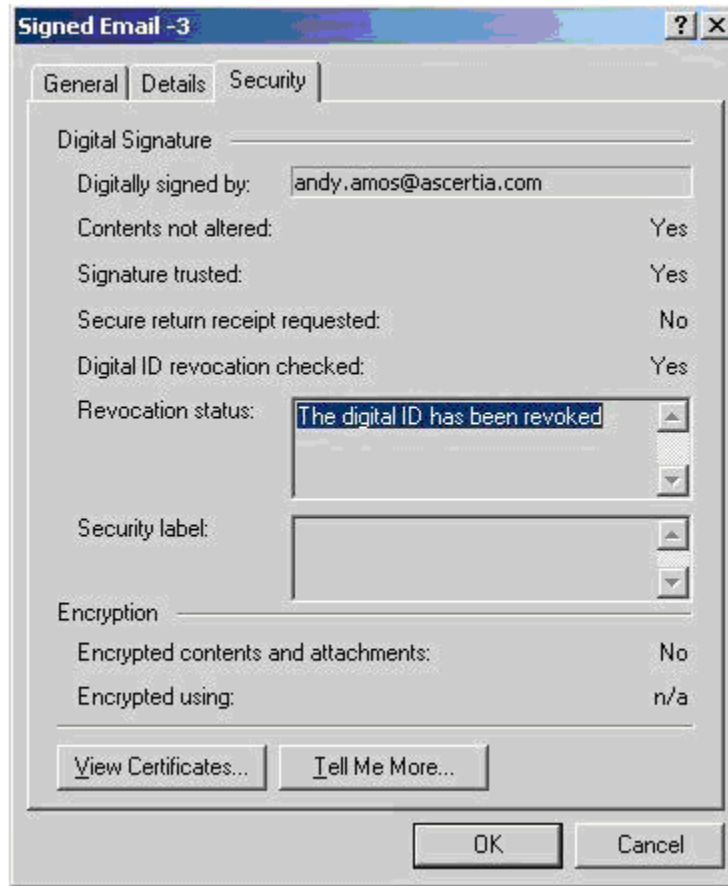 Signed Email -3
General Details Security
Digital Signature
Digitally signed by: andy.amos@ascertia.com
Contents not altered: Yes
Signature trusted: Yes
Secure return receipt requested: No
Digital ID revocation checked: Yes
Revocation status: The digital ID has been revoked
Security label:
Encryption
Encrypted contents and attachments: No
Encrypted using: n/a
View Certificates... Tell Me More...
OK Cancel